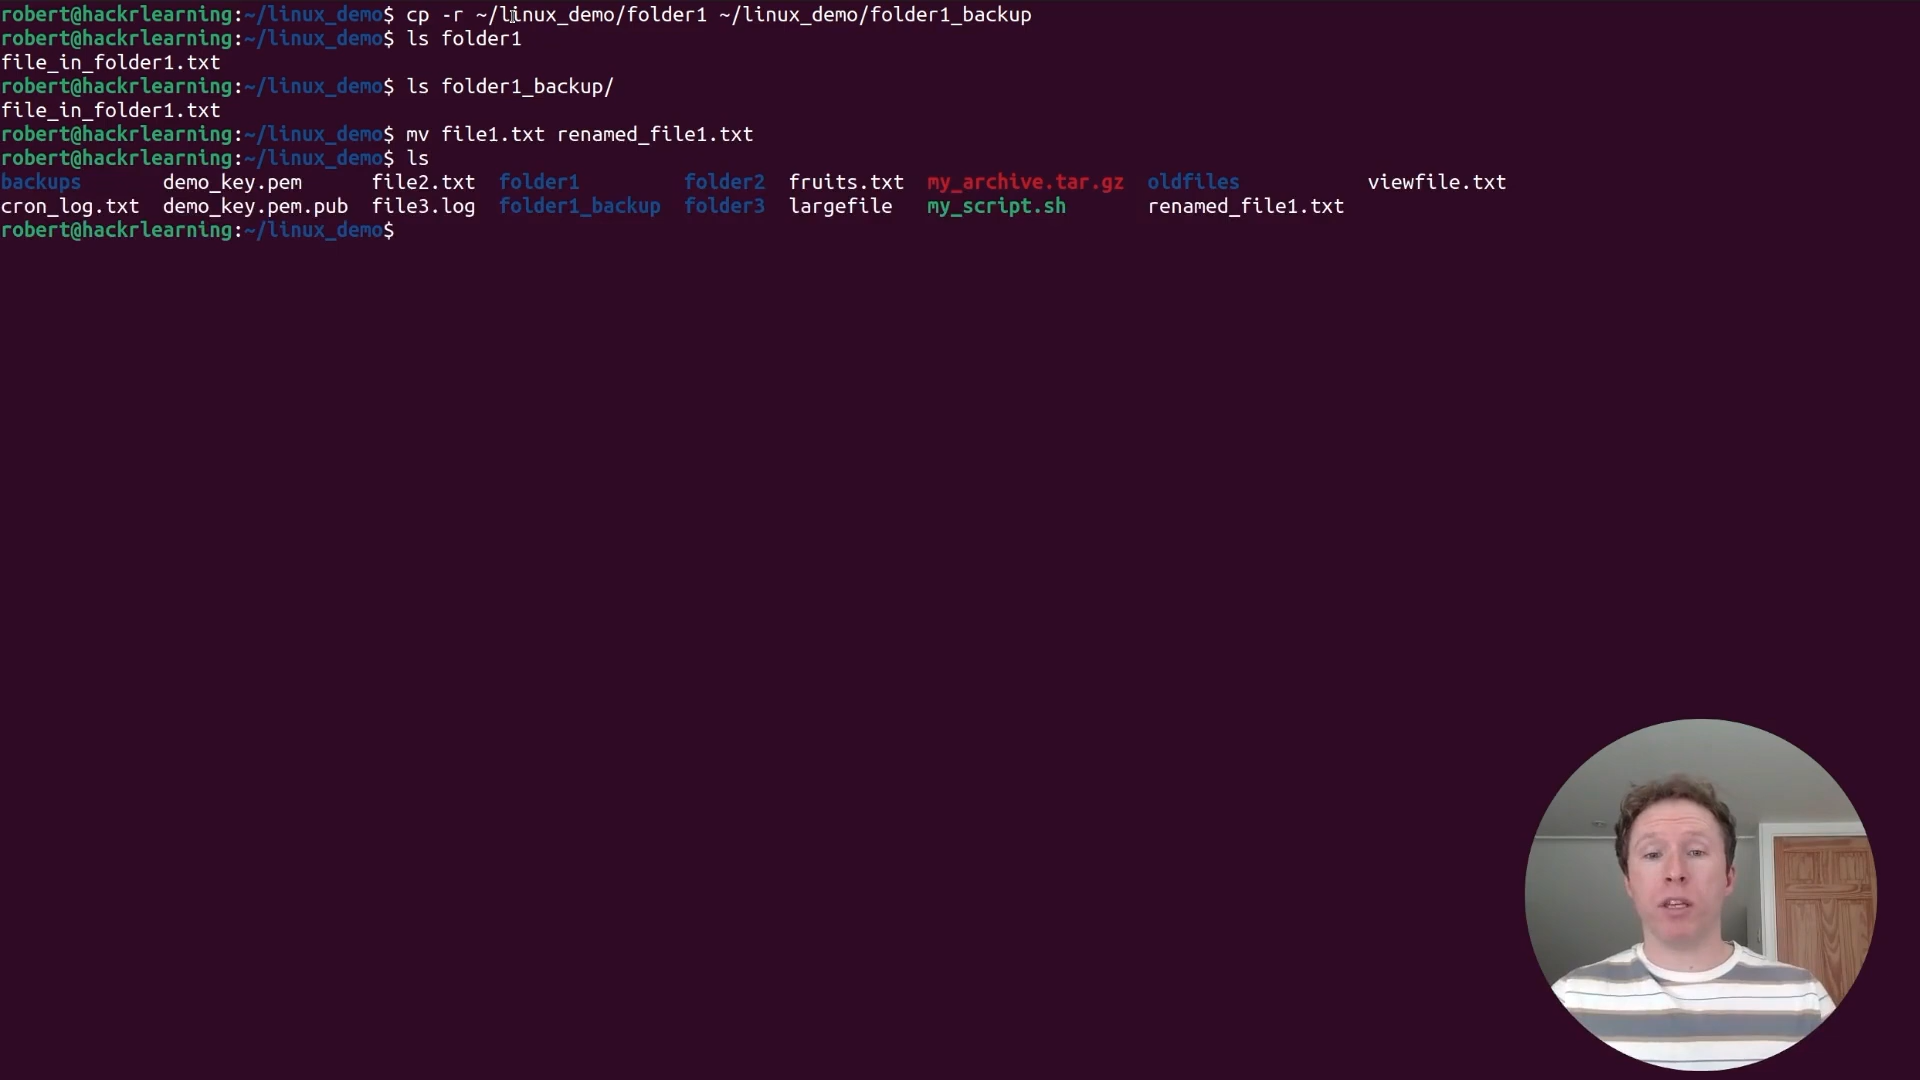 robert@hackrlearning:~/linux_demo$ cp -r ~/linux_demo/folder1 ~/linux_demo/folder1_backup
robert@hackrlearning:~/linux_demo$ ls folder1
file_in_folder1.txt
robert@hackrlearning:~/linux_demo$ ls folder1_backup/
file_in_folder1.txt
robert@hackrlearning:~/linux_demo$ mv file1.txt renamed_file1.txt
robert@hackrlearning:~/linux_demo$ ls
backups demo_key.pem file2.txt folder1 folder2 fruits.txt my_archive.tar.gz oldfiles viewfile.txt
cron_log.txt demo_key.pem.pub file3.log folder1_backup folder3 largefile my_script.sh renamed_file1.txt
robert@hackrlearning:~/linux_demo$